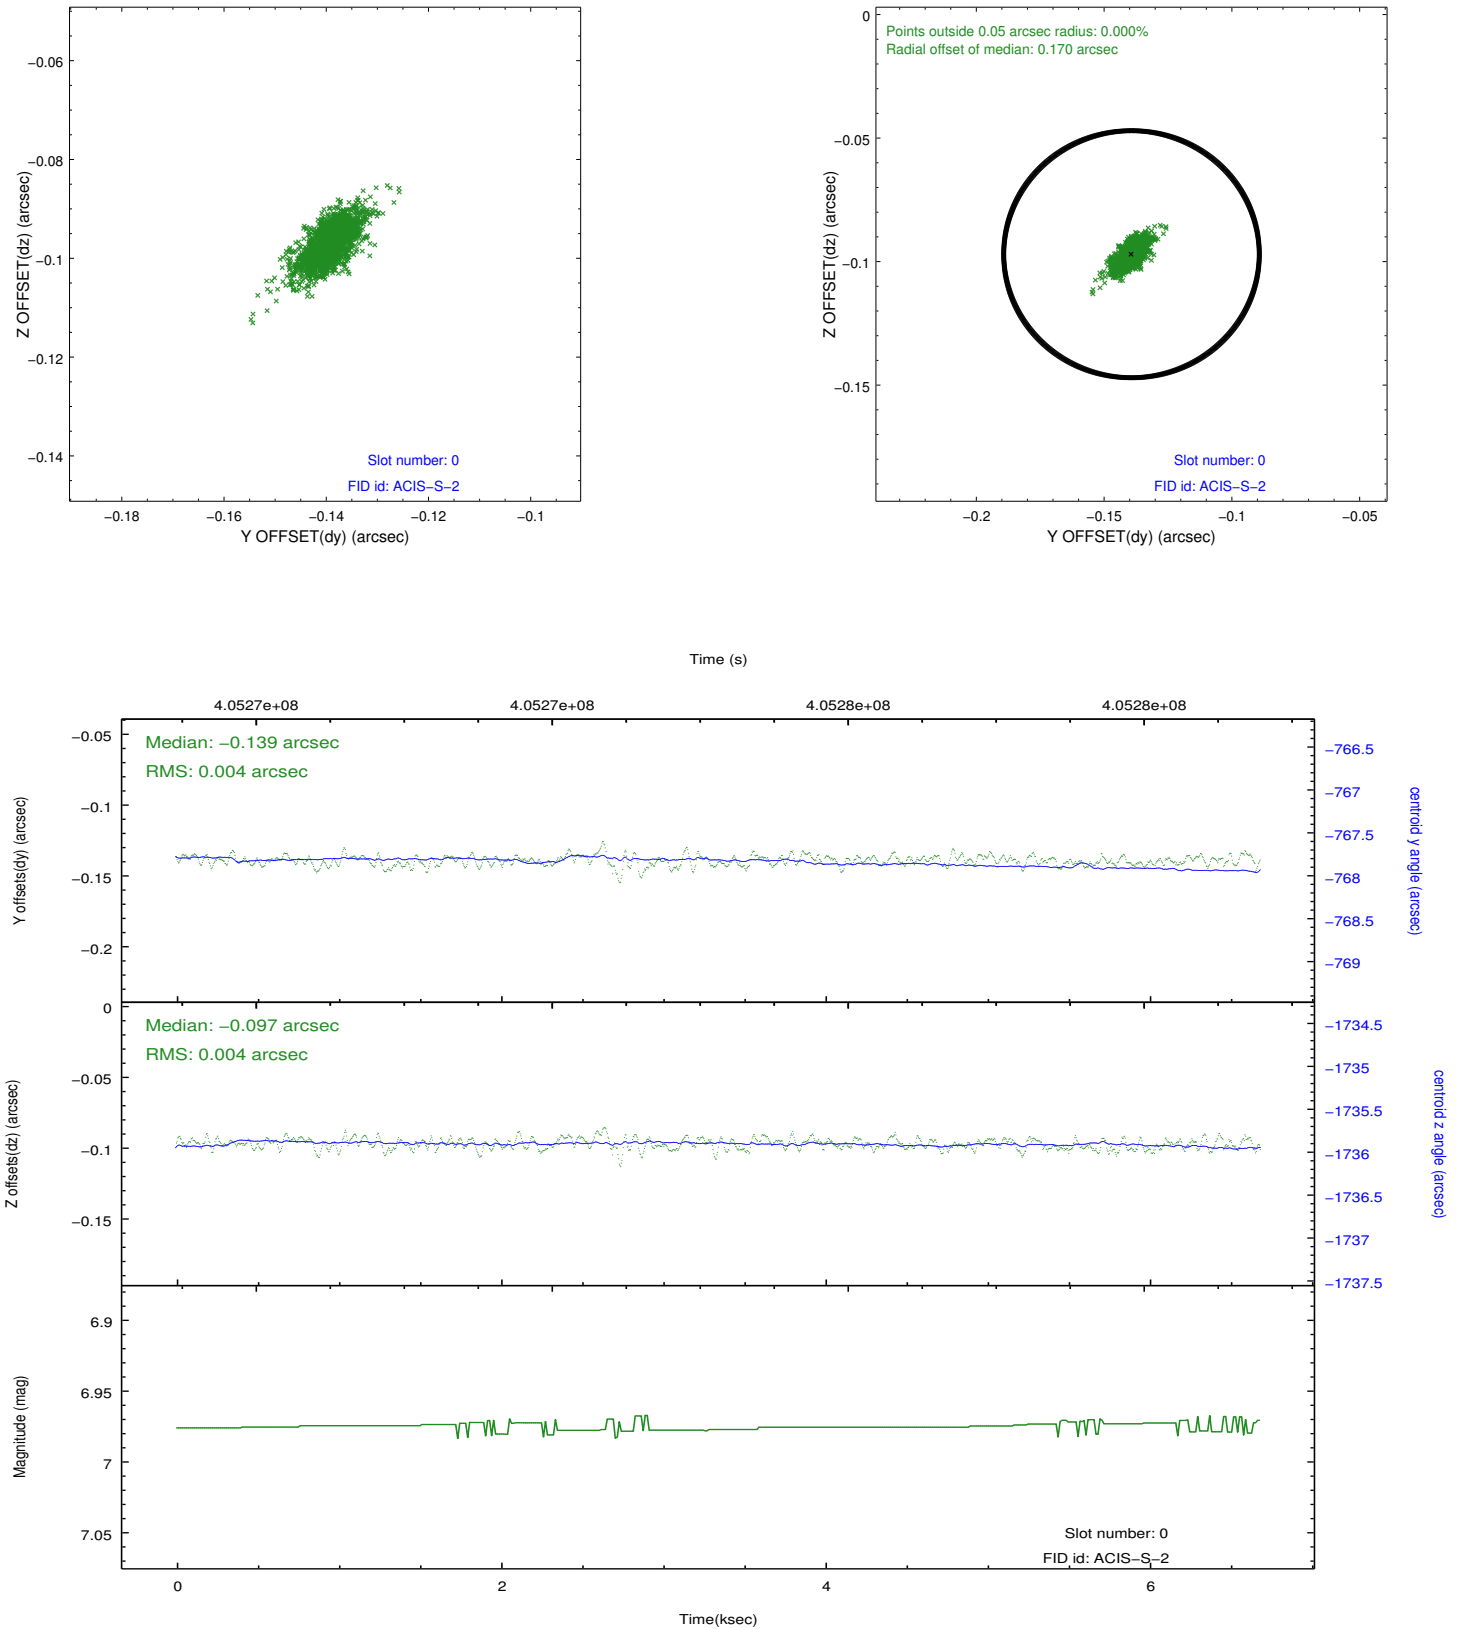 −0.06
−0.08
−0.1
−0.12
−0.14
Z OFFSET(dz) (arcsec)
Slot number: 0
FID id: ACIS−S−2
−0.18
−0.16
−0.14
−0.12
−0.1
Y OFFSET(dy) (arcsec)
Points outside 0.05 arcsec radius: 0.000%
Radial offset of median: 0.170 arcsec
0
−0.05
−0.1
−0.15
Z OFFSET(dz) (arcsec)
Slot number: 0
FID id: ACIS−S−2
−0.2
−0.15
−0.1
−0.05
Y OFFSET(dy) (arcsec)
Time (s)
4.0527e+08
4.0527e+08
4.0528e+08
4.0528e+08
Median: −0.139 arcsec
RMS: 0.004 arcsec
−0.05
−0.1
−0.15
−0.2
Y offsets(dy) (arcsec)
−766.5
−767
−767.5
−768
−768.5
−769
centroid y angle (arcsec)
Median: −0.097 arcsec
RMS: 0.004 arcsec
0
−0.05
−0.1
−0.15
Z offsets(dz) (arcsec)
−1734.5
−1735
−1735.5
−1736
−1736.5
−1737
−1737.5
centroid z angle (arcsec)
6.9
6.95
7
7.05
Magnitude (mag)
Slot number: 0
FID id: ACIS−S−2
0
2
4
6
Time(ksec)